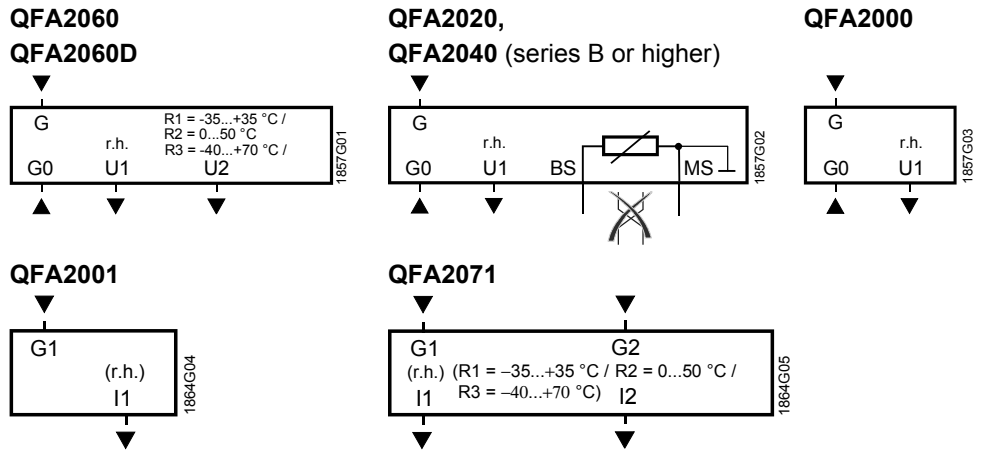 QFA2060
QFA2060D
G
R1 = -35...+35 °C /
R2 = 0...50 °C
R3 = -40...+70 °C /
r.h.
G0 U1 U2
1857G01
QFA2020,
QFA2040 (series B or higher)
G
r.h.
G0 U1 BS MS
1857G02
QFA2000
G
r.h.
G0 U1
1857G03
QFA2001
G1
(r.h.)
I1
1864G04
QFA2071
G1 G2
(r.h.) (R1 = −35...+35 °C / R2 = 0...50 °C /
R3 = −40...+70 °C)
I1 I2
1864G05